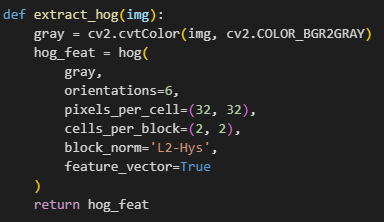 def extract_hog(img):
    gray = cv2.cvtColor(img, cv2.COLOR_BGR2GRAY)
    hog_feat = hog(
        gray,
        orientations=6,
        pixels_per_cell=(32, 32),
        cells_per_block=(2, 2),
        block_norm='L2-Hys',
        feature_vector=True
    )
    return hog_feat